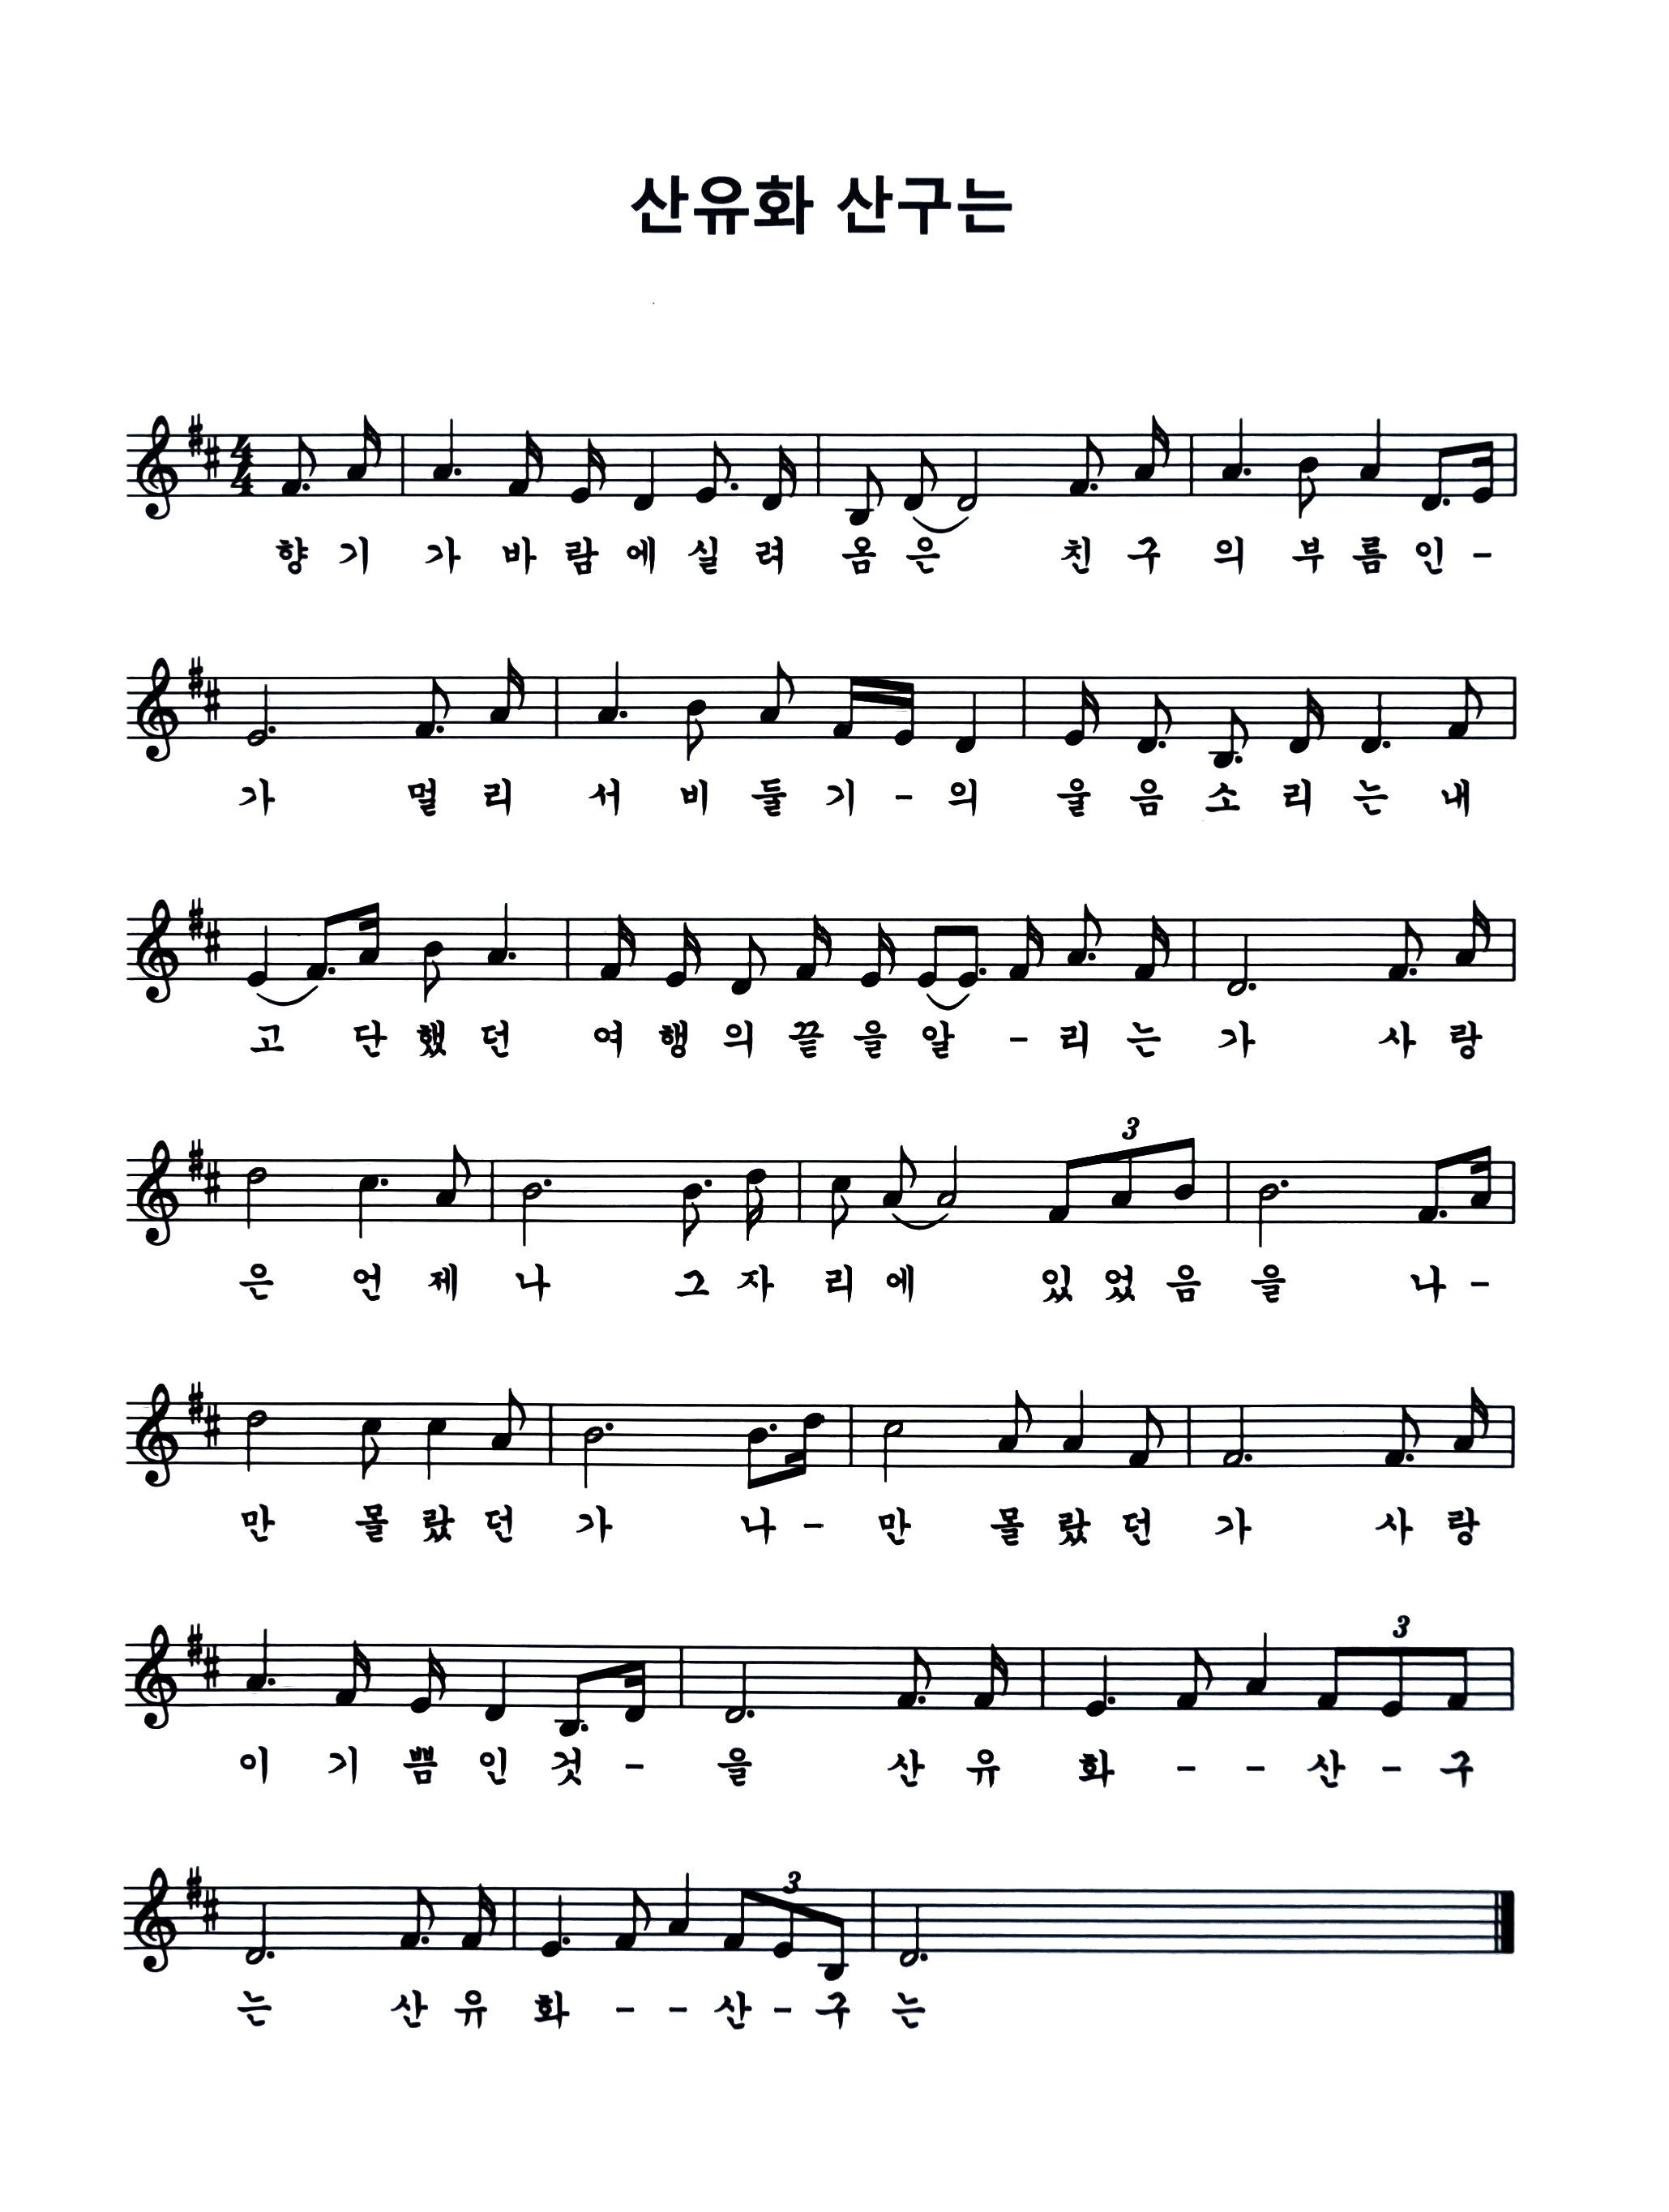 산유화 산구는
향 기 가 바 람 에 실 려 옴 은 친 구 의 부 름 인 -
가 멀 리 서 비 둘 기 - 의 울 음 소 리 는 내
고 단 했 던 여 행 의 끝 을 알 - 리 는 가 사 랑
3
은 언 제 나 그 자 리 에 있 었 음 을 나 -
만 몰 랐 던 가 나 - 만 몰 랐 던 가 사 랑
3
이 기 쁨 인 것 - 을 산 유 화 - - 산 - 구
3
는 산 유 화 - - 산 - 구 는